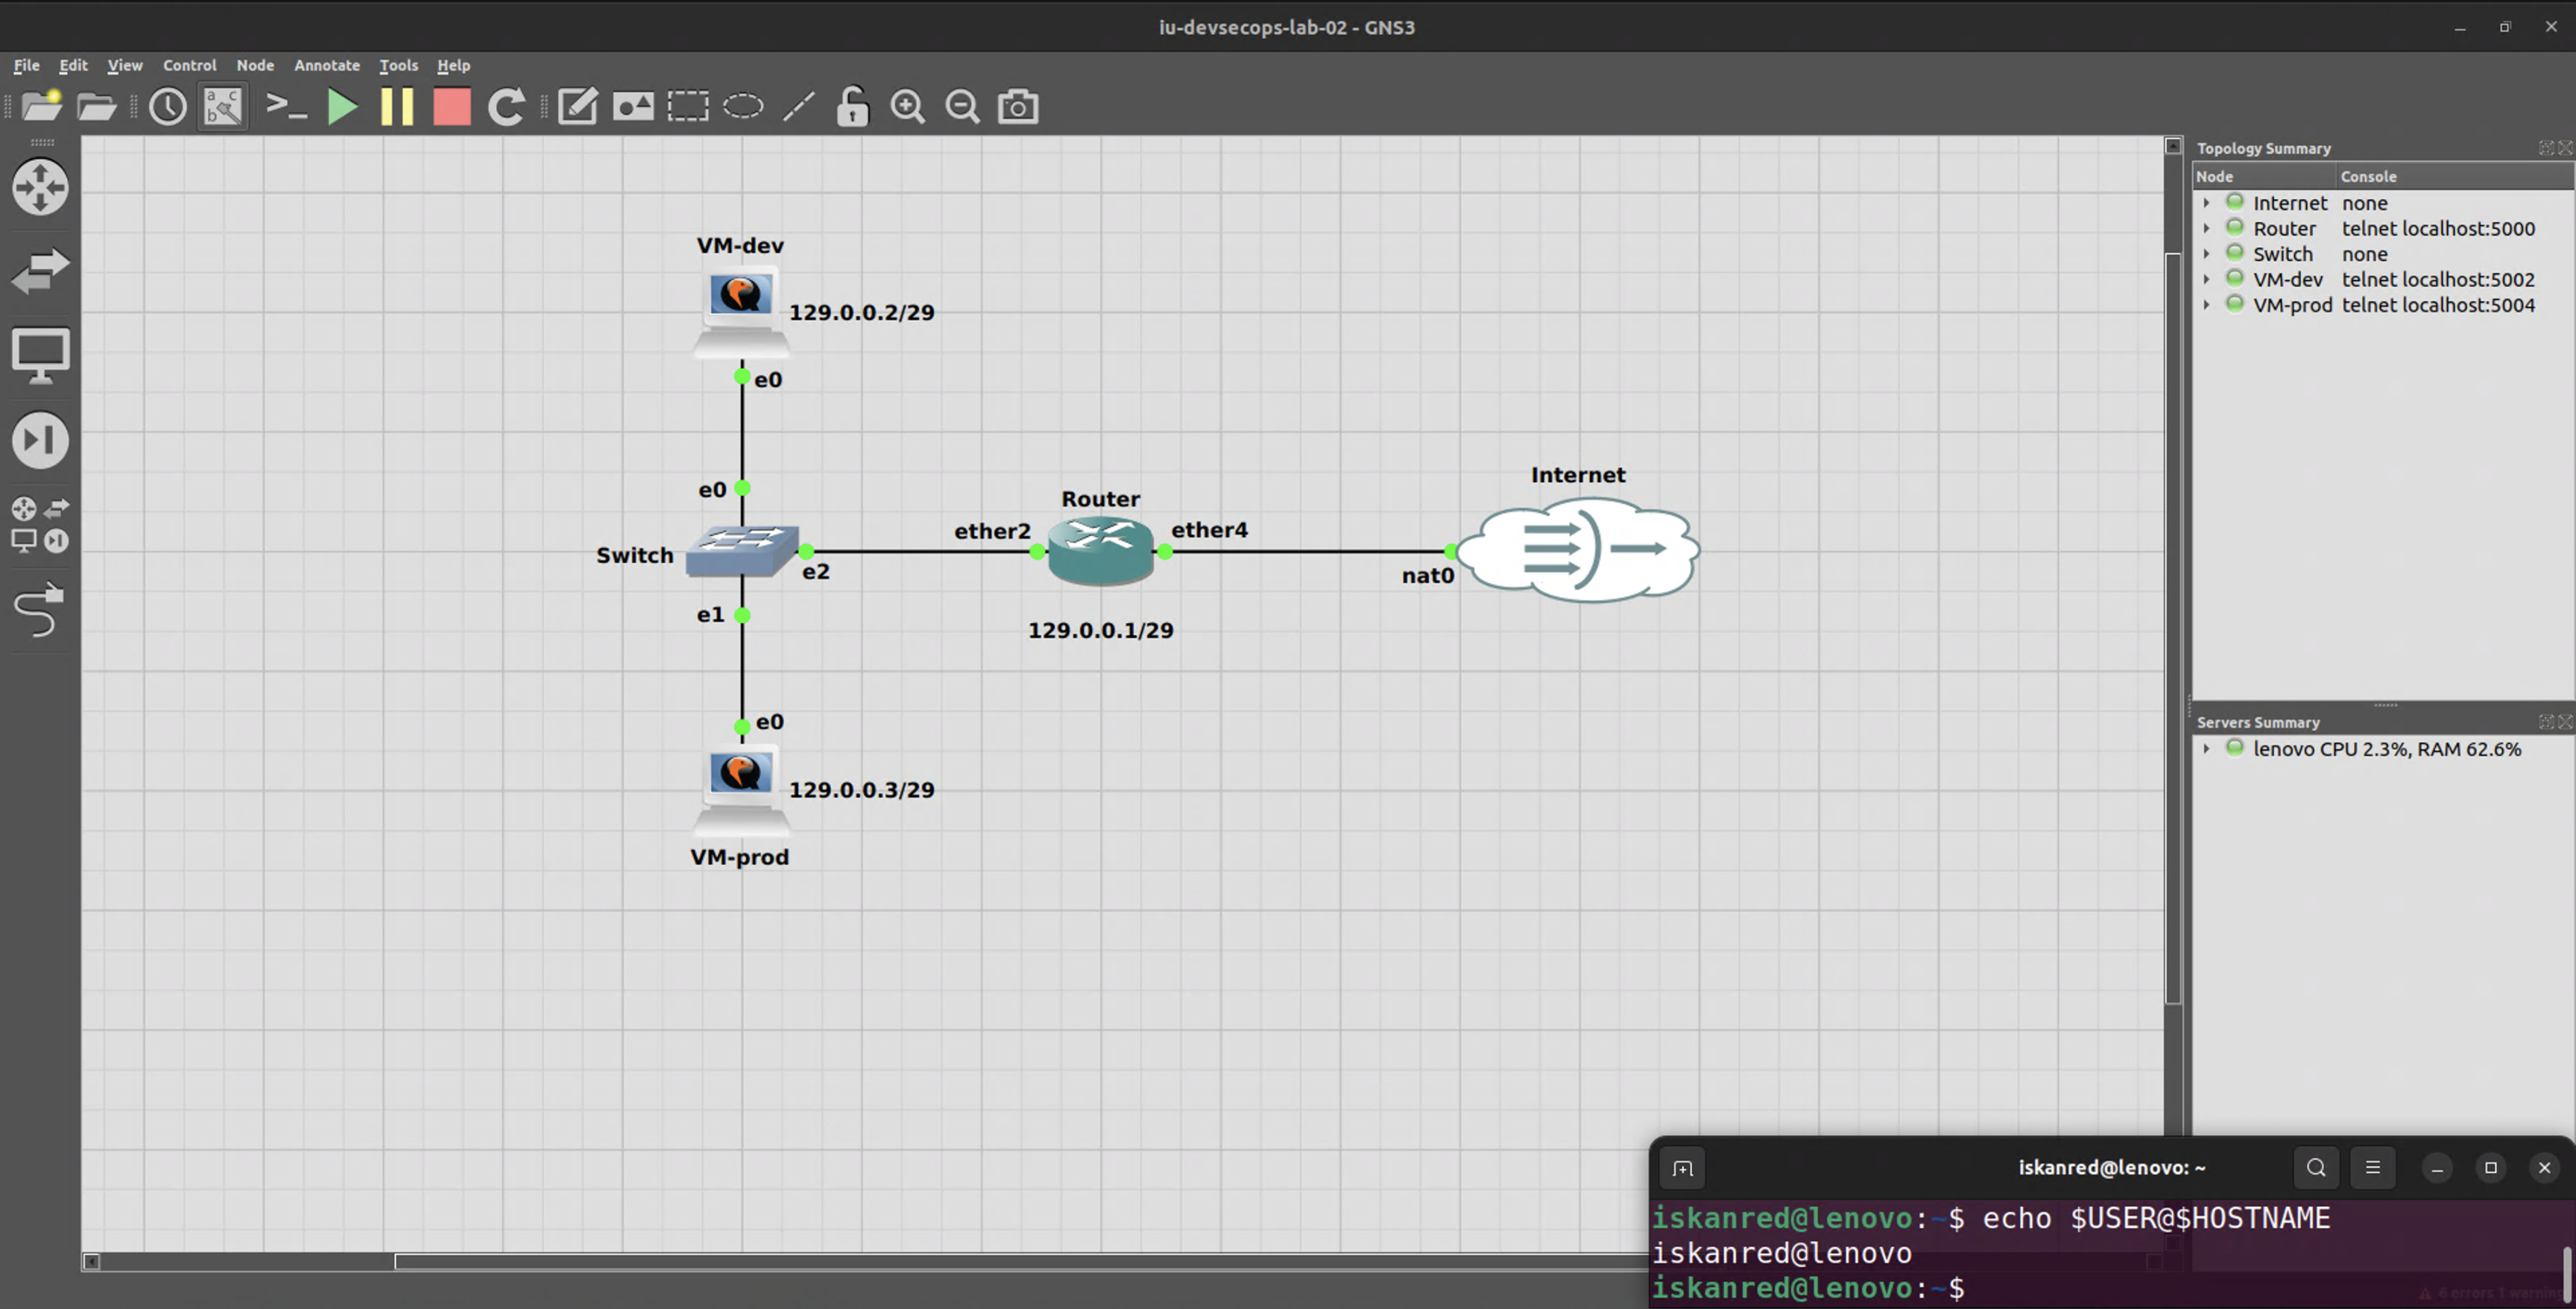 iu-devsecops-lab-02 - GNS3
File Edit View Control Node Annotate Tools Help
a c
b
>_
Topology Summary
Node Console
Internet none
Router telnet localhost:5000
Switch none
VM-dev telnet localhost:5002
VM-prod telnet localhost:5004
VM-dev
129.0.0.2/29
e0
e0
Switch
e2
e1
e0
129.0.0.3/29
VM-prod
Router
ether2
ether4
129.0.0.1/29
Internet
nat0
Servers Summary
lenovo CPU 2.3%, RAM 62.6%
iskanred@lenovo: ~
iskanred@lenovo:~$ echo $USER@$HOSTNAME
iskanred@lenovo
iskanred@lenovo:~$
6 errors 1 warning